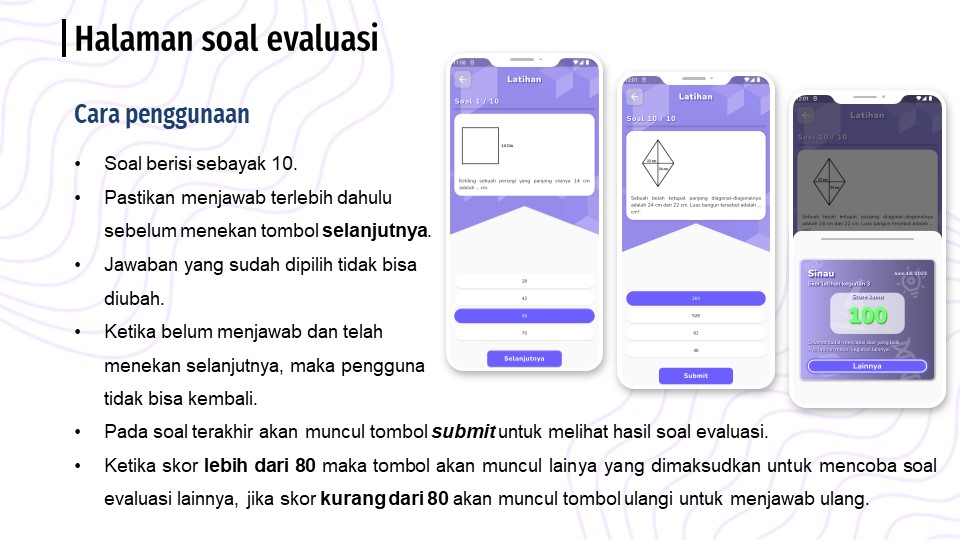 Halaman soal evaluasi
Cara penggunaan
• Soal berisi sebayak 10.
• Pastikan menjawab terlebih dahulu
sebelum menekan tombol selanjutnya.
• Jawaban yang sudah dipilih tidak bisa
diubah.
• Ketika belum menjawab dan telah
menekan selanjutnya, maka pengguna
tidak bisa kembali.
• Pada soal terakhir akan muncul tombol submit untuk melihat hasil soal evaluasi.
• Ketika skor lebih dari 80 maka tombol akan muncul lainya yang dimaksudkan untuk mencoba soal
evaluasi lainnya, jika skor kurang dari 80 akan muncul tombol ulangi untuk menjawab ulang.
Latihan
Soal 1 / 10
14 Cm
Keliling sebuah persegi yang panjang sisinya 14 cm
adalah ... cm
28
42
56
70
Selanjutnya
12:01
Latihan
Soal 10 / 10
Sebuah belah ketupat panjang diagonal-diagonalnya
adalah 24 cm dan 22 cm. Luas bangun tersebut adalah ...
cm².
264
528
92
46
Submit
12:01
Latihan
Soal 10 / 10
Sebuah belah ketupat panjang diagonal-diagonalnya
adalah 24 cm dan 22 cm. Luas bangun tersebut adalah ...
Sinau
Skor latihan kegiatan 3
Score kamu
100
Lainnya